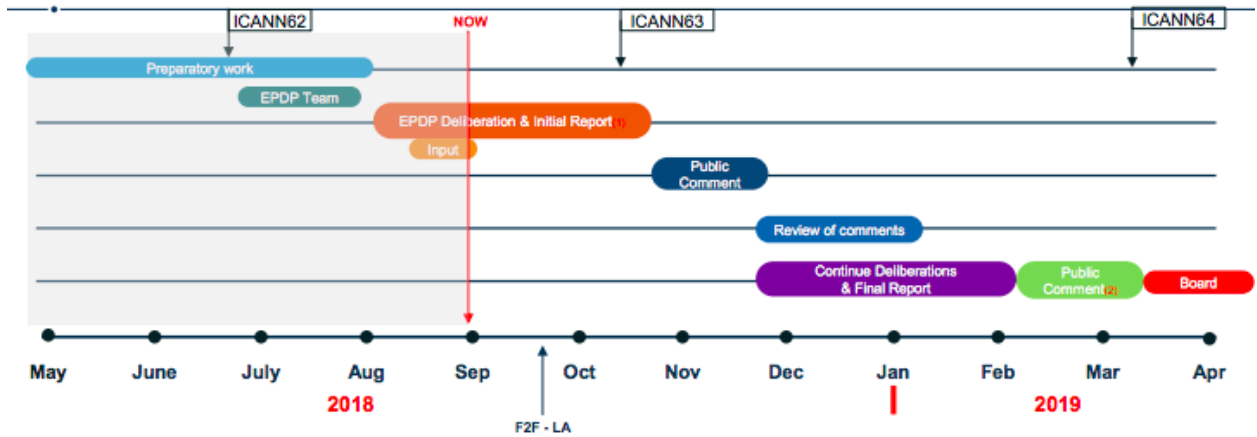 ICANN62
NOW
ICANN63
ICANN64
Preparatory work
EPDP Team
EPDP Deliberation & Initial Report(1)
Input
Public
Comment
Review of comments
Continue Deliberations
& Final Report
Public
Comment(2)
Board
May June July Aug Sep Oct Nov Dec Jan Feb Mar Apr
2018 2019
F2F - LA